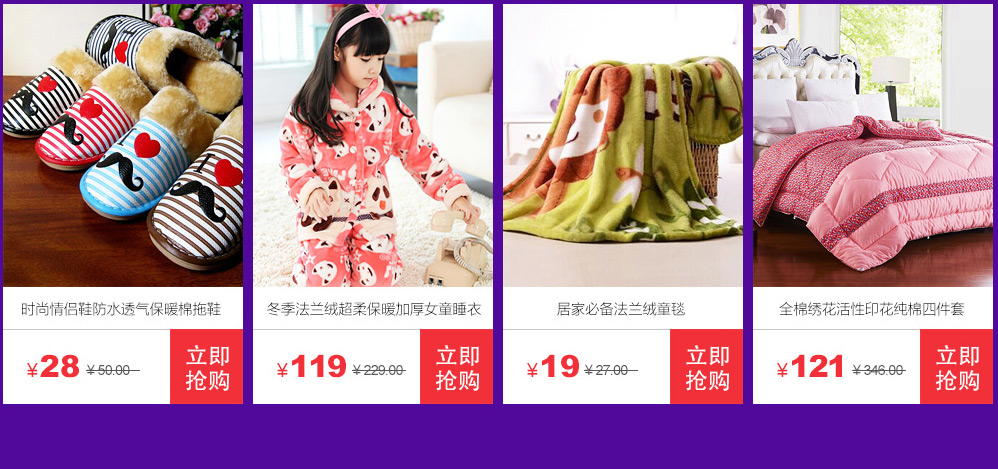 时尚情侣鞋防水透气保暖棉拖鞋
¥28 ¥50.00
立即
抢购
冬季法兰绒超柔保暖加厚女童睡衣
¥119 ¥229.00
立即
抢购
居家必备法兰绒童毯
¥19 ¥27.00
立即
抢购
全棉绣花活性印花纯棉四件套
¥121 ¥346.00
立即
抢购